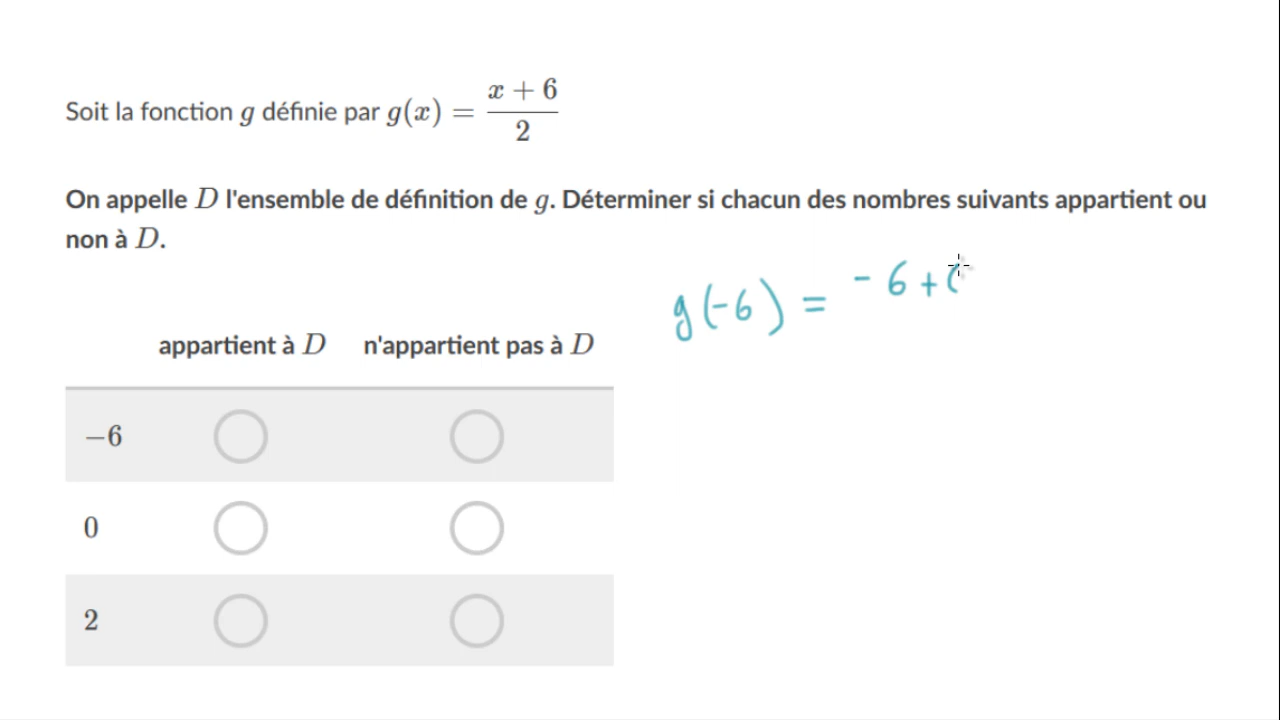 Soit la fonction g définie par g(x) = x + 6 / 2
On appelle D l'ensemble de définition de g. Déterminer si chacun des nombres suivants appartient ou
non à D.
g(-6) = -6 +
appartient à D n'appartient pas à D
−6
0
2